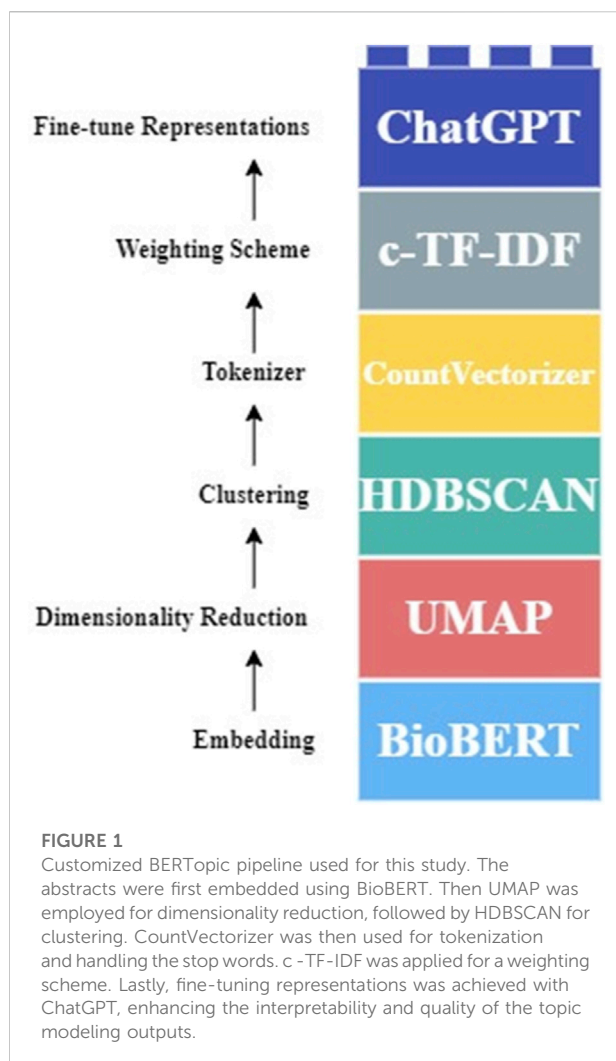 Fine-tune Representations
ChatGPT
Weighting Scheme
c-TF-IDF
Tokenizer
CountVectorizer
Clustering
HDBSCAN
Dimensionality Reduction
UMAP
Embedding
BioBERT
FIGURE 1
Customized BERTopic pipeline used for this study. The
abstracts were first embedded using BioBERT. Then UMAP was
employed for dimensionality reduction, followed by HDBSCAN for
clustering. CountVectorizer was then used for tokenization
and handling the stop words. c -TF-IDF was applied for a weighting
scheme. Lastly, fine-tuning representations was achieved with
ChatGPT, enhancing the interpretability and quality of the topic
modeling outputs.